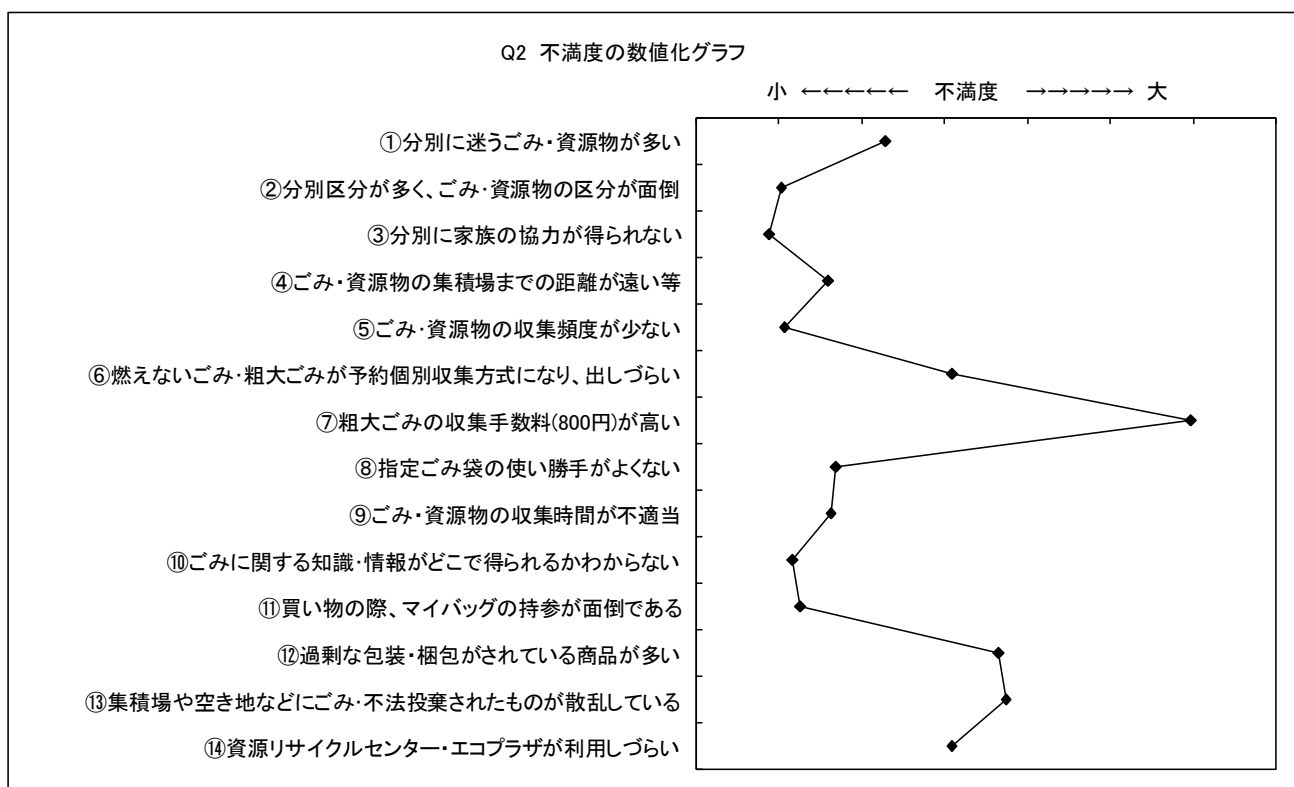 Q2 不満度の数値化グラフ
小 ←←←←← 不満度 →→→→→ 大
①分別に迷うごみ・資源物が多い
②分別区分が多く、ごみ・資源物の区分が面倒
③分別に家族の協力が得られない
④ごみ・資源物の集積場までの距離が遠い等
⑤ごみ・資源物の収集頻度が少ない
⑥燃えないごみ・粗大ごみが予約個別収集方式になり、出しづらい
⑦粗大ごみの収集手数料(800円)が高い
⑧指定ごみ袋の使い勝手がよくない
⑨ごみ・資源物の収集時間が不適当
⑩ごみに関する知識・情報がどこで得られるかわからない
⑪買い物の際、マイバッグの持参が面倒である
⑫過剰な包装・梱包がされている商品が多い
⑬集積場や空き地などにごみ・不法投棄されたものが散乱している
⑭資源リサイクルセンター・エコプラザが利用しづらい